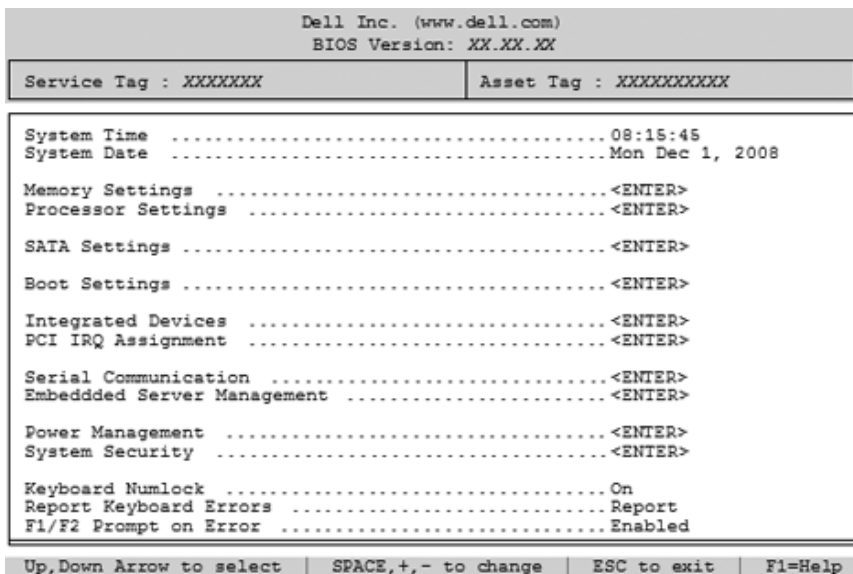 Dell Inc. (www.dell.com)
BIOS Version: XX.XX.XX
Service Tag : XXXXXXX Asset Tag : XXXXXXXXXX
System Time ......................................08:15:45
System Date ......................................Mon Dec 1, 2008
Memory Settings ..................................<ENTER>
Processor Settings ...............................<ENTER>
SATA Settings .....................................<ENTER>
Boot Settings .....................................<ENTER>
Integrated Devices ...............................<ENTER>
PCI IRQ Assignment ...............................<ENTER>
Serial Communication .............................<ENTER>
Embeddded Server Management ......................<ENTER>
Power Management .................................<ENTER>
System Security ..................................<ENTER>
Keyboard Numlock .................................On
Report Keyboard Errors ...........................Report
F1/F2 Prompt on Error ............................Enabled
Up,Down Arrow to select | SPACE,+,- to change | ESC to exit | F1=Help